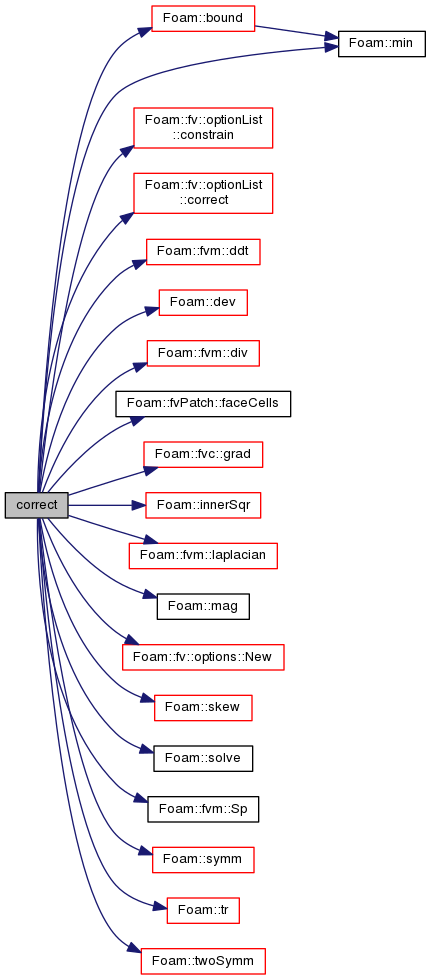 Foam::bound
Foam::min
Foam::fv::optionList
::constrain
Foam::fv::optionList
::correct
Foam::fvm::ddt
Foam::dev
Foam::fvm::div
Foam::fvPatch::faceCells
Foam::fvc::grad
correct
Foam::innerSqr
Foam::fvm::laplacian
Foam::mag
Foam::fv::options::New
Foam::skew
Foam::solve
Foam::fvm::Sp
Foam::symm
Foam::tr
Foam::twoSymm